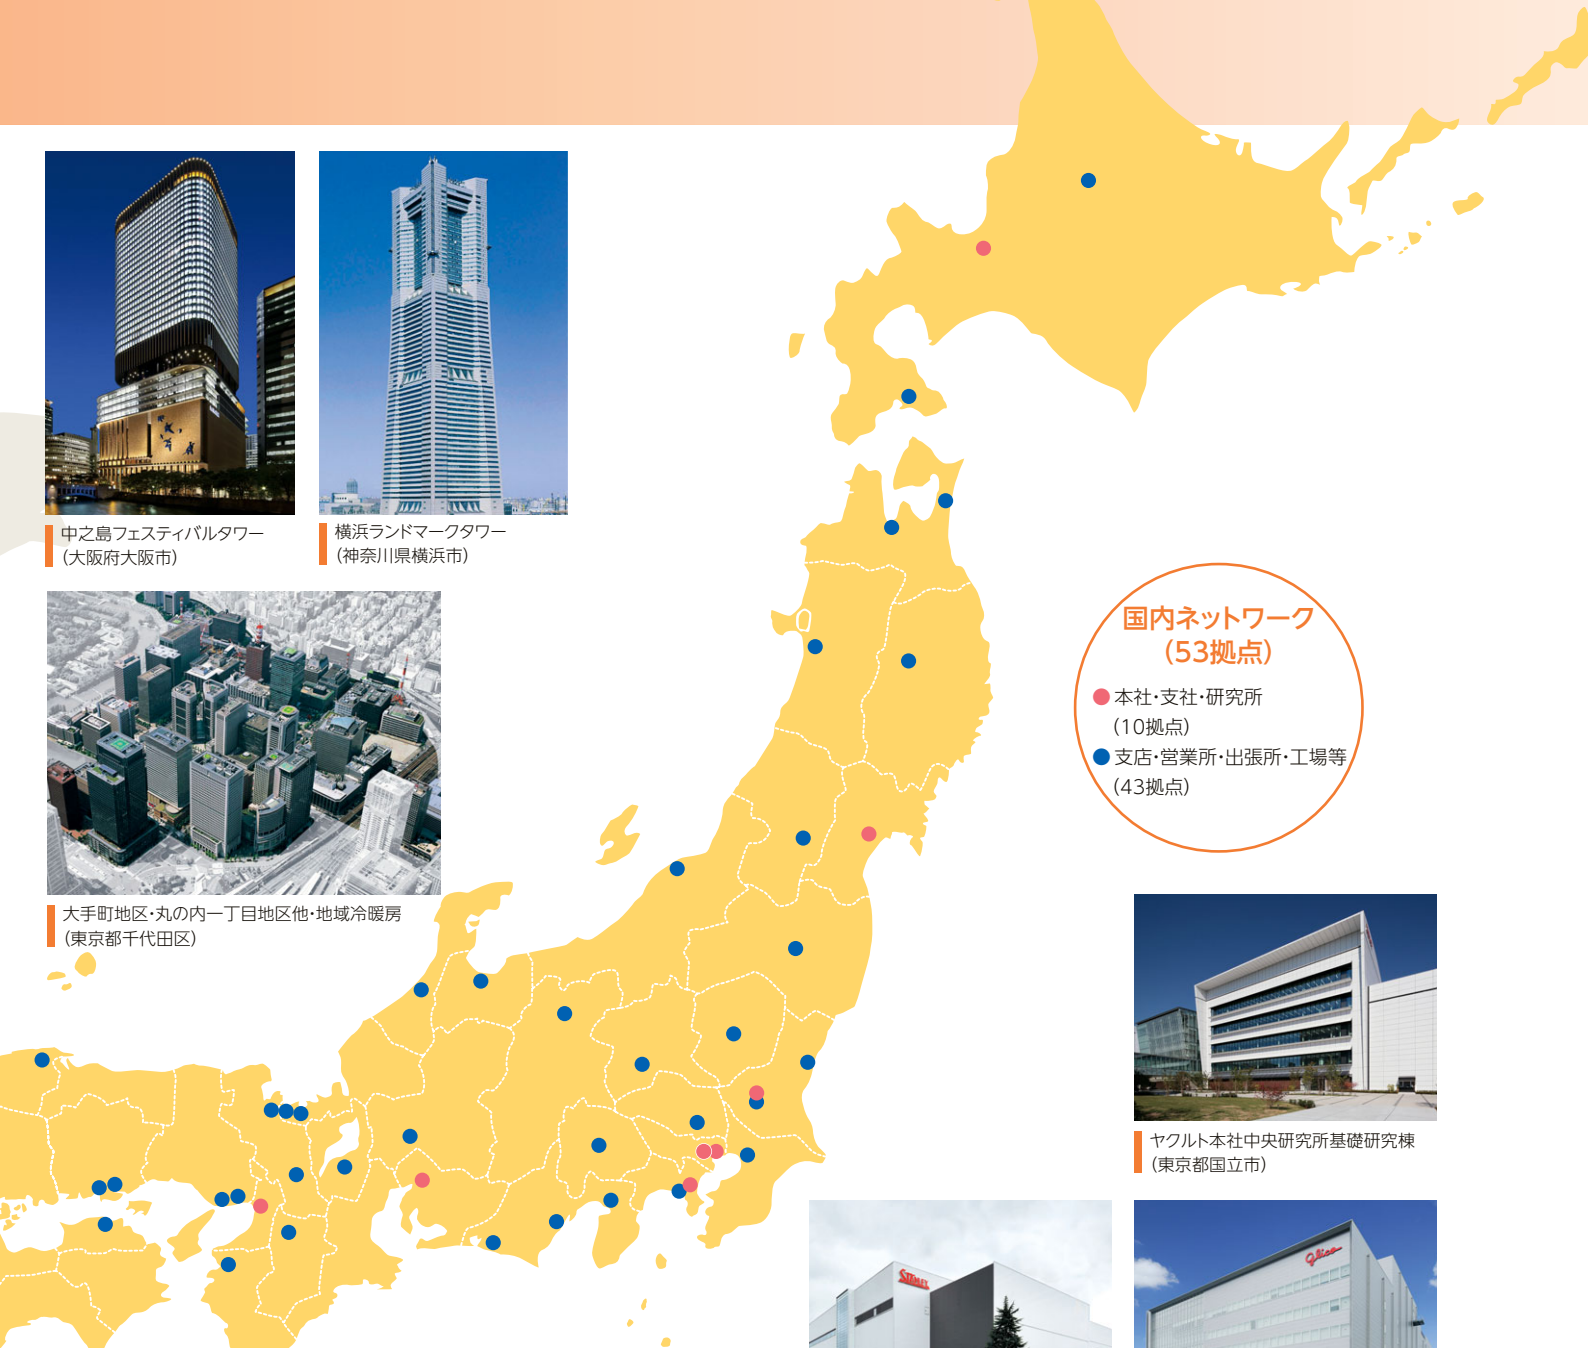 中之島フェスティバルタワー
(大阪府大阪市)
横浜ランドマークタワー
(神奈川県横浜市)
大手町地区・丸の内一丁目地区他・地域冷暖房
(東京都千代田区)
国内ネットワーク
(53拠点)
本社・支社・研究所
(10拠点)
支店・営業所・出張所・工場等
(43拠点)
ヤクルト本社中央研究所基礎研究棟
(東京都国立市)
Glico